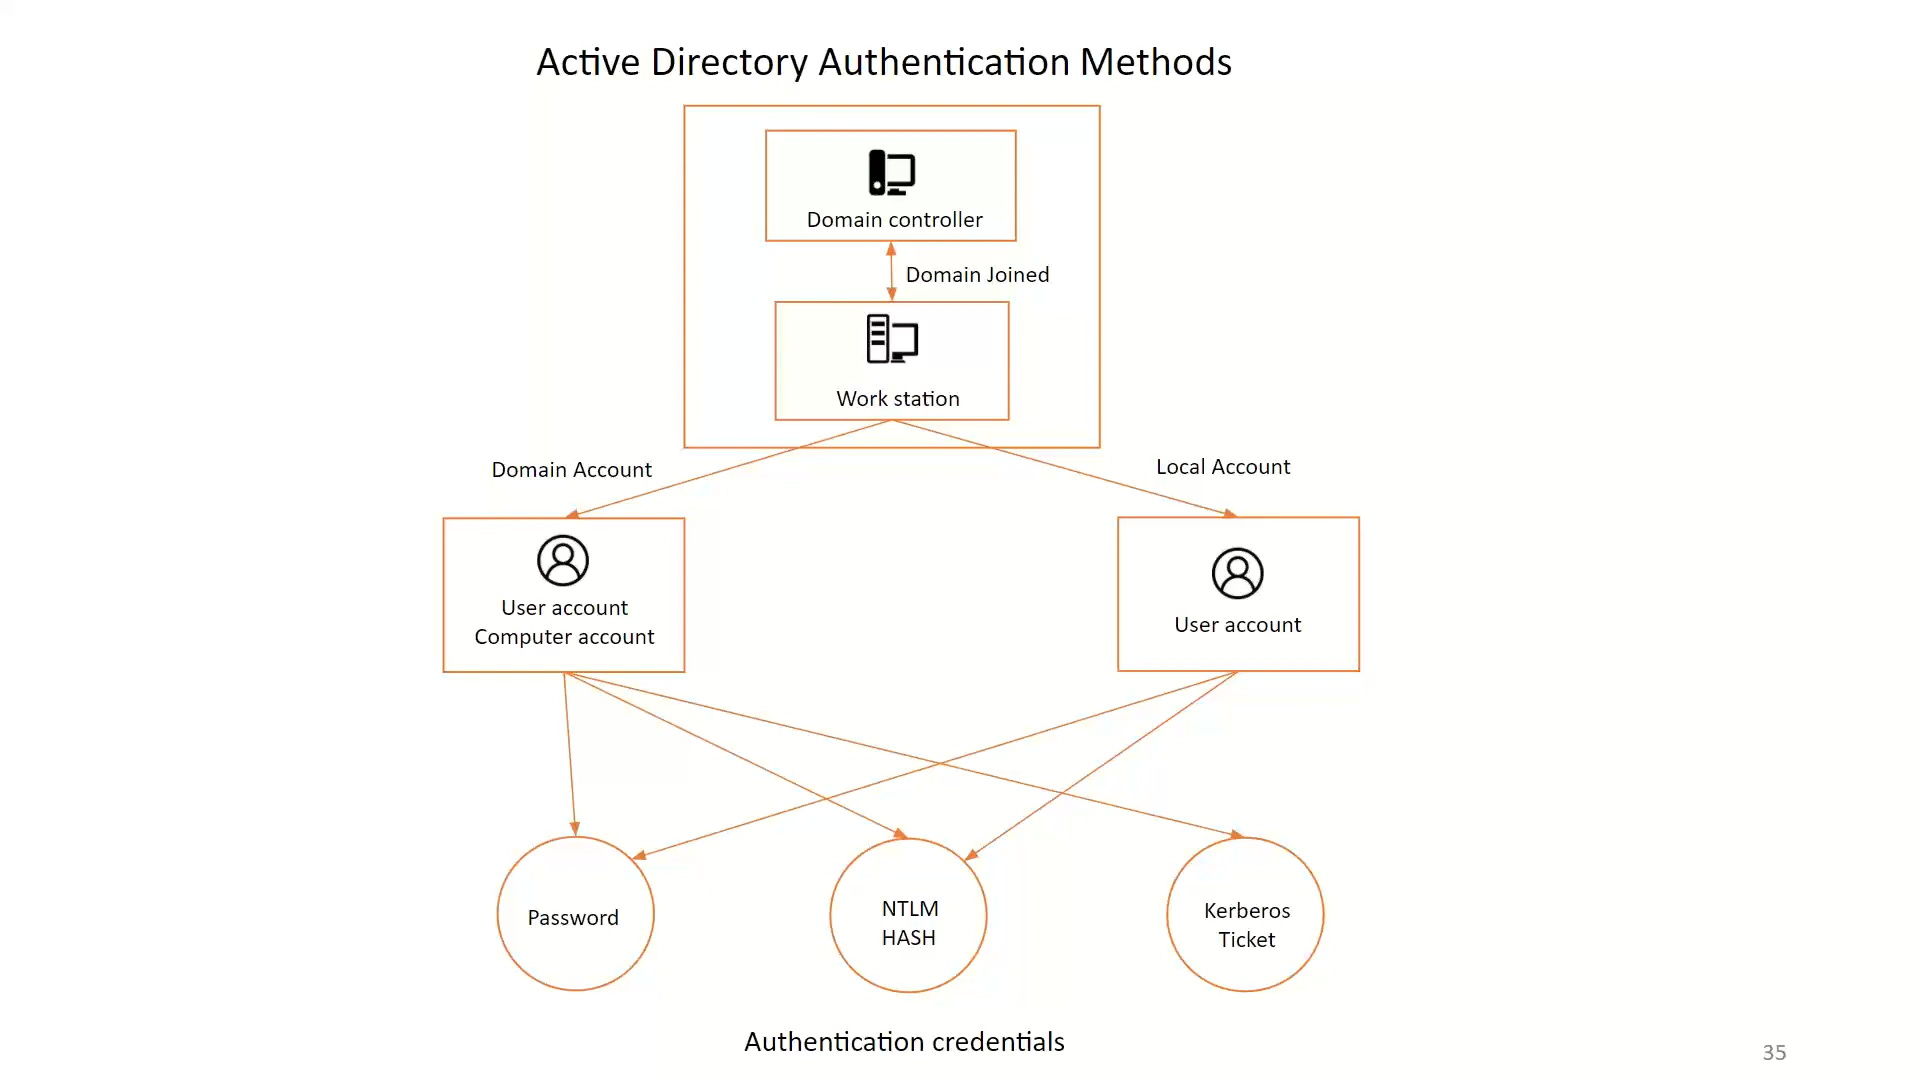 Active Directory Authentication Methods
Domain controller
Domain Joined
Work station
Domain Account
Local Account
User account
Computer account
User account
Password
NTLM
HASH
Kerberos
Ticket
Authentication credentials
35